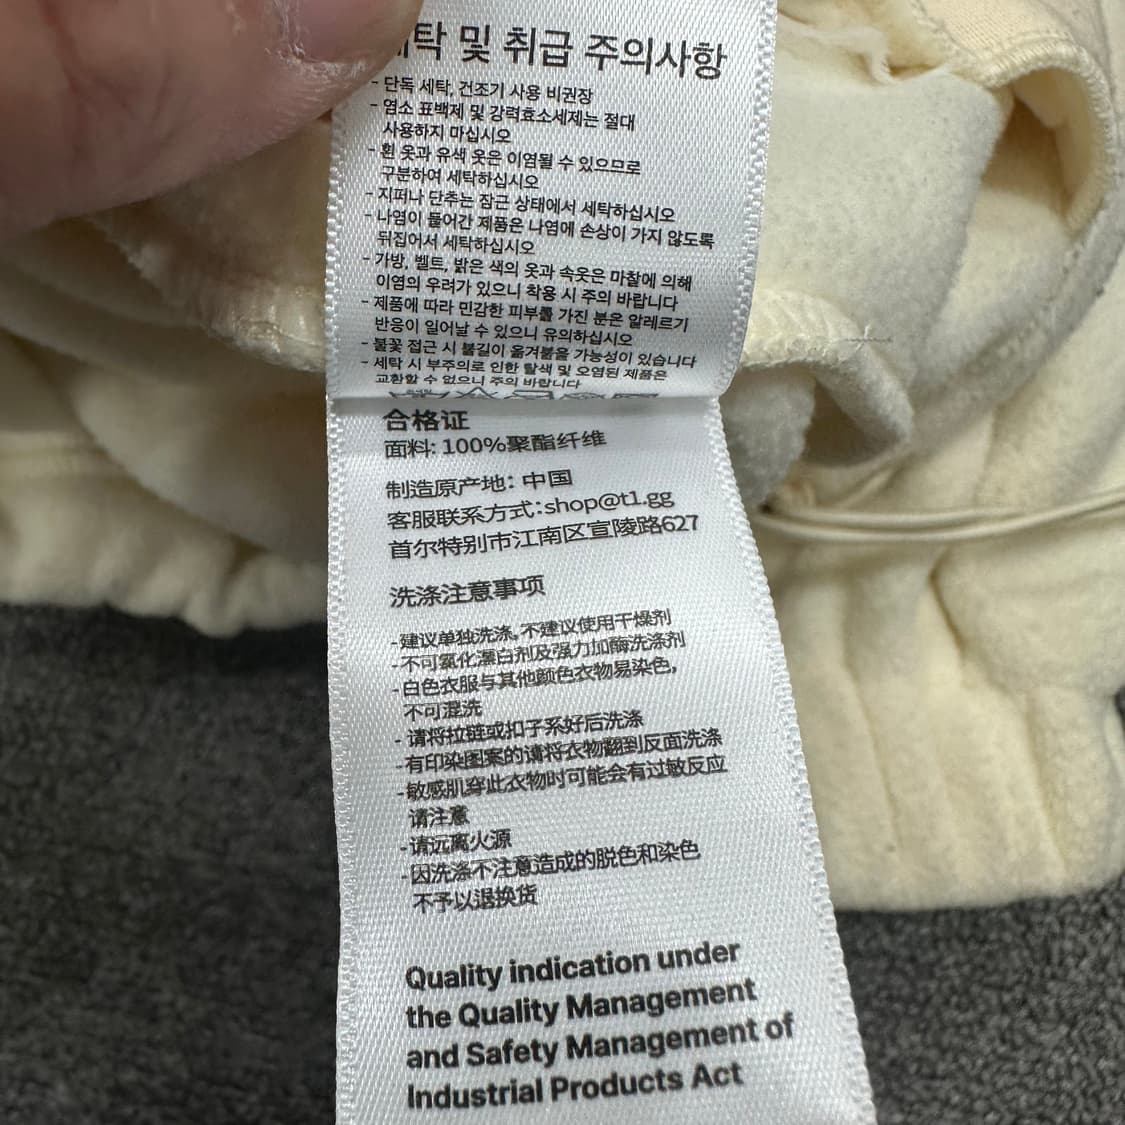 탁 및 취급 주의사항
- 단독 세탁, 건조기 사용 비권장
- 염소 표백제 및 강력효소세제는 절대
사용하지 마십시오
- 흰 옷과 유색 옷은 이염될 수 있으므로
구분하여 세탁하십시오
- 지퍼나 단추는 잠근 상태에서 세탁하십시오
- 나염이 들어간 제품은 나염에 손상이 가지 않도록
뒤집어서 세탁하십시오
- 가방, 벨트, 밝은 색의 옷과 속옷은 마찰에 의해
이염의 우려가 있으니 착용 시 주의 바랍니다
- 제품에 따라 민감한 피부를 가진 분은 알레르기
반응이 일어날 수 있으니 유의하십시오
- 불꽃 접근 시 불길이 옮겨붙을 가능성이 있습니다
- 세탁 시 부주의로 인한 탈색 및 오염된 제품은
교환할 수 없으니 주의 바랍니다
合格证
面料: 100%聚酯纤维
制造原产地: 中国
客服联系方式:shop@t1.gg
首尔特别市江南区宣陵路627
洗涤注意事项
-建议单独洗涤, 不建议使用干燥剂
-不可氯化漂白剂及强力加酶洗涤剂
-白色衣服与其他颜色衣物易染色,
不可混洗
- 请将拉链或扣子系好后洗涤
-有印染图案的请将衣物翻到反面洗涤
-敏感肌穿此衣物时可能会有过敏反应
请注意
-请远离火源
-因洗涤不注意造成的脱色和染色
不予以退换货
Quality indication under
the Quality Management
and Safety Management of
Industrial Products Act